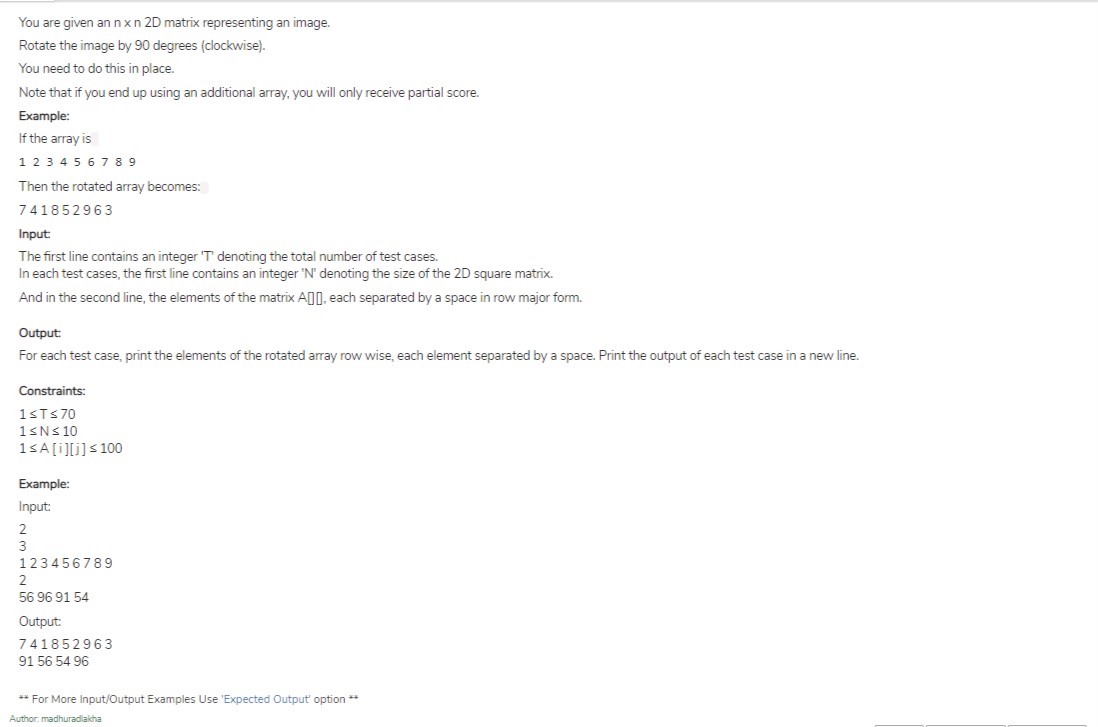 You are given an n x n 2D matrix representing an image.
Rotate the image by 90 degrees (clockwise).
You need to do this in place.
Note that if you end up using an additional array, you will only receive partial score.
Example:
If the array is
1 2 3 4 5 6 7 8 9
Then the rotated array becomes:
7 4 1 8 5 2 9 6 3
Input:
The first line contains an integer 'T' denoting the total number of test cases.
In each test cases, the first line contains an integer 'N' denoting the size of the 2D square matrix.
And in the second line, the elements of the matrix A[][], each separated by a space in row major form.
Output:
For each test case, print the elements of the rotated array row wise, each element separated by a space. Print the output of each test case in a new line.
Constraints:
1 ≤ T ≤ 70
1 ≤ N ≤ 10
1 ≤ A [i][j] ≤ 100
Example:
Input:
2
3
1 2 3 4 5 6 7 8 9
2
56 96 91 54
Output:
7 4 1 8 5 2 9 6 3
91 56 54 96
** For More Input/Output Examples Use 'Expected Output' option **
Author: madhuradlakha